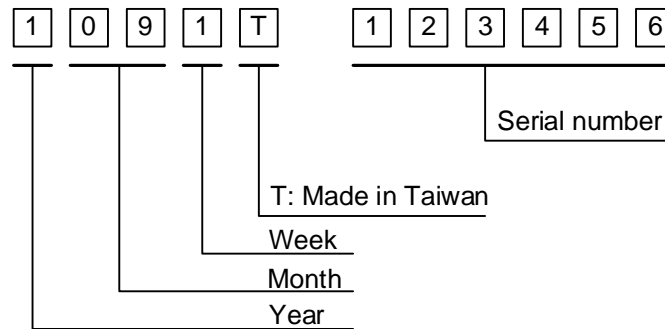 1 0 9 1 T 1 2 3 4 5 6
Serial number
T: Made in Taiwan
Week
Month
Year